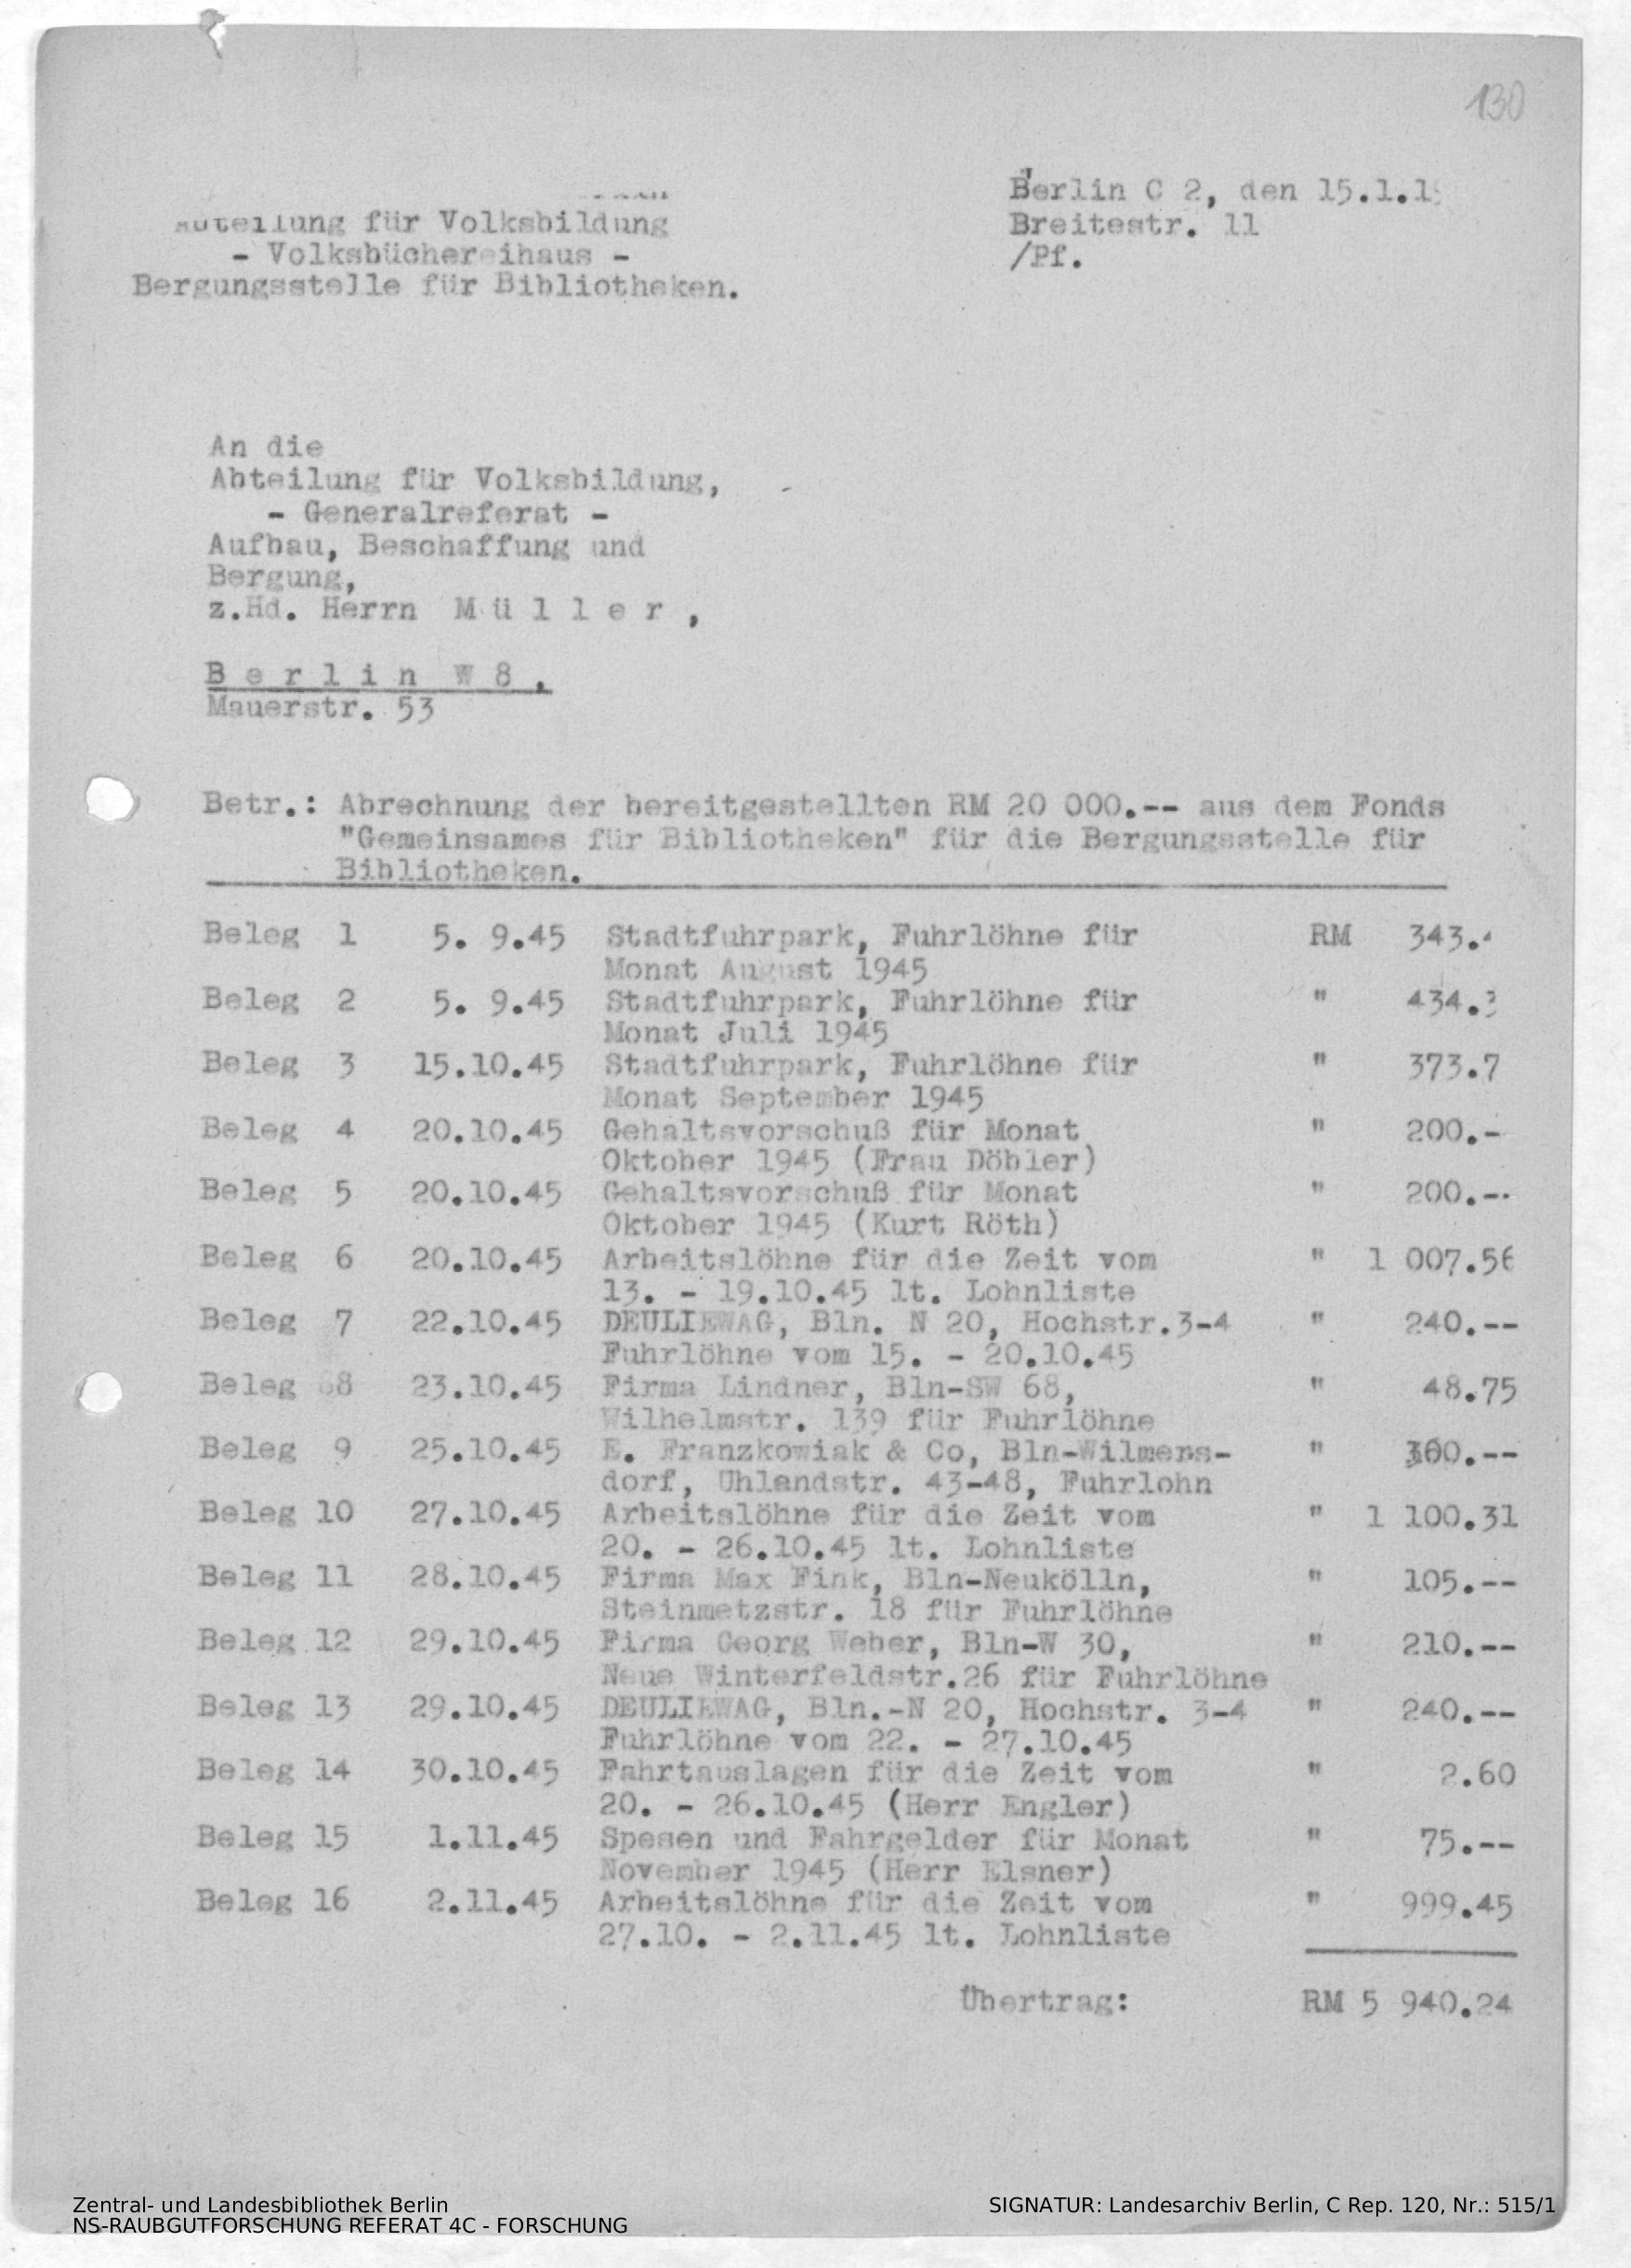 130
Berlin C 2, den 15.1.1
Breitestr. 11
/Pf.
Abteilung für Volksbildung
- Volksbüchereihaus -
Bergungsstelle für Bibliotheken.
An die
Abteilung für Volksbildung,
- Generalreferat -
Aufbau, Beschaffung und
Bergung,
z.Hd. Herrn M ü l l e r ,
B e r l i n W 8 .
Mauerstr. 53
Betr.: Abrechnung der bereitgestellten RM 20 000.-- aus dem Fonds
"Gemeinsames für Bibliotheken" für die Bergungsstelle für
Bibliotheken.
Beleg 1 5. 9.45 Stadtfuhrpark, Fuhrlöhne für RM 343.
Monat August 1945
Beleg 2 5. 9.45 Stadtfuhrpark, Fuhrlöhne für " 434.3
Monat Juli 1945
Beleg 3 15.10.45 Stadtfuhrpark, Fuhrlöhne für " 373.7
Monat September 1945
Beleg 4 20.10.45 Gehaltsvorschuß für Monat " 200.-
Oktober 1945 (Frau Döhler)
Beleg 5 20.10.45 Gehaltsvorschuß für Monat " 200.--
Oktober 1945 (Kurt Röth)
Beleg 6 20.10.45 Arbeitslöhne für die Zeit vom " 1 007.56
13. - 19.10.45 lt. Lohnliste
Beleg 7 22.10.45 DEULIEWAG, Bln. N 20, Hochstr.3-4 " 240.--
Fuhrlöhne vom 15. - 20.10.45
Beleg 8 23.10.45 Firma Lindner, Bln-SW 68, " 48.75
Wilhelmstr. 139 für Fuhrlöhne
Beleg 9 25.10.45 E. Franzkowiak & Co, Bln-Wilmers- " 360.--
dorf, Uhlandstr. 43-48, Fuhrlohn
Beleg 10 27.10.45 Arbeitslöhne für die Zeit vom " 1 100.31
20. - 26.10.45 lt. Lohnliste
Beleg 11 28.10.45 Firma Max Fink, Bln-Neukölln, " 105.--
Steinmetzstr. 18 für Fuhrlöhne
Beleg 12 29.10.45 Firma Georg Weber, Bln-W 30, " 210.--
Neue Winterfeldstr.26 für Fuhrlöhne
Beleg 13 29.10.45 DEULIEWAG, Bln.-N 20, Hochstr. 3-4 " 240.--
Fuhrlöhne vom 22. - 27.10.45
Beleg 14 30.10.45 Fahrtauslagen für die Zeit vom " 2.60
20. - 26.10.45 (Herr Engler)
Beleg 15 1.11.45 Spesen und Fahrgelder für Monat " 75.--
November 1945 (Herr Elsner)
Beleg 16 2.11.45 Arbeitslöhne für die Zeit vom " 999.45
27.10. - 2.11.45 lt. Lohnliste
Übertrag: RM 5 940.24
Zentral- und Landesbibliothek Berlin
NS-RAUBGUTFORSCHUNG REFERAT 4C - FORSCHUNG
SIGNATUR: Landesarchiv Berlin, C Rep. 120, Nr.: 515/1